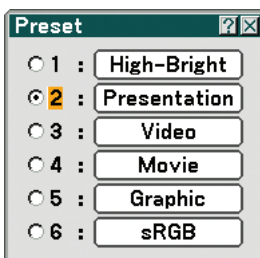 Preset ? X
1 : High-Bright
2 : Presentation
3 : Video
4 : Movie
5 : Graphic
6 : sRGB